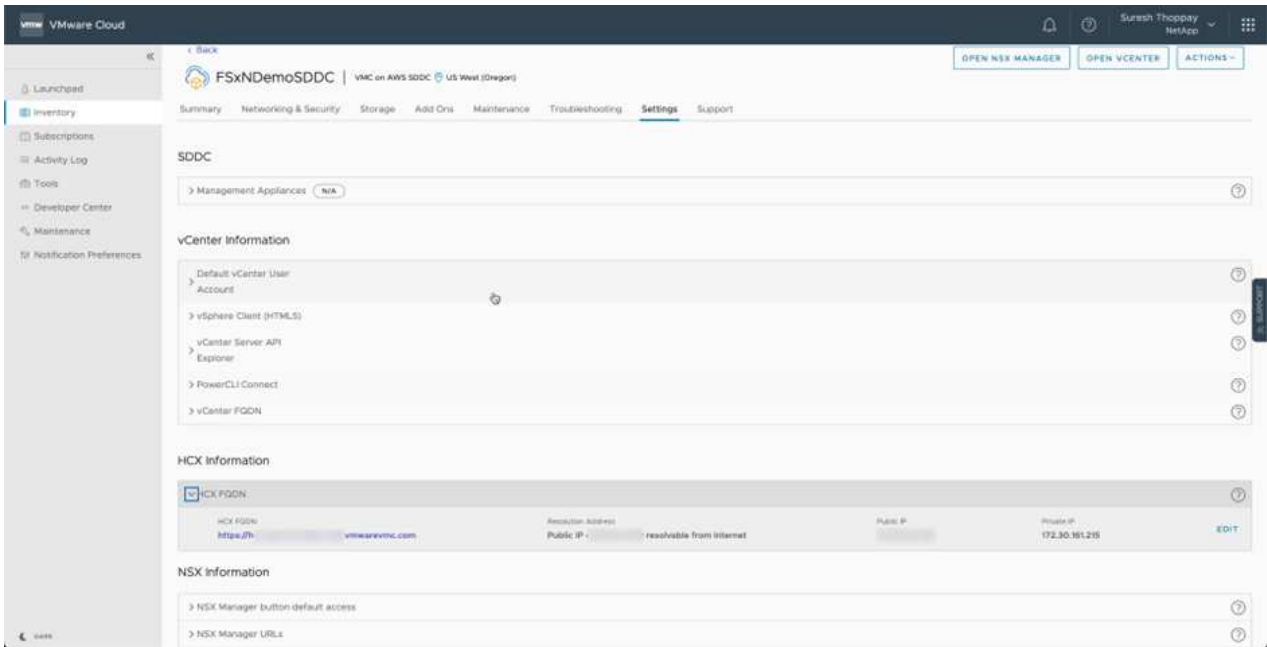 vmw VMware Cloud
Suresh Thoppay
NetApp
< Back
FSxNDemoSDDC | VMC on AWS SDDC US West (Oregon)
OPEN NSX MANAGER OPEN VCENTER ACTIONS
Summary Networking & Security Storage Add Ons Maintenance Troubleshooting Settings Support
Launchpad
Inventory
Subscriptions
Activity Log
Tools
Developer Center
Maintenance
Notification Preferences
SDDC
Management Appliances N/A
vCenter Information
Default vCenter User
Account
vSphere Client (HTML5)
vCenter Server API
Explorer
PowerCLI Connect
vCenter FQDN
SUPPORT
HCX Information
HCX FQDN
HCX FQDN Resolution Address Public IP Private IP
https://h vmwarevmc.com Public IP - resolvable from internet 172.30.161.215 EDIT
NSX Information
NSX Manager button default access
NSX Manager URLs
DARK